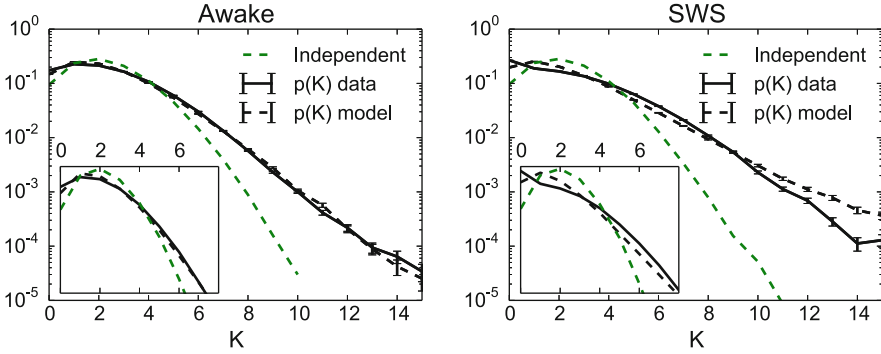 Awake
10^0
10^-1
10^-2
10^-3
10^-4
10^-5
Independent
p(K) data
p(K) model
0 2 4 6
0 2 4 6 8 10 12 14
K
SWS
10^0
10^-1
10^-2
10^-3
10^-4
10^-5
Independent
p(K) data
p(K) model
0 2 4 6
0 2 4 6 8 10 12 14
K